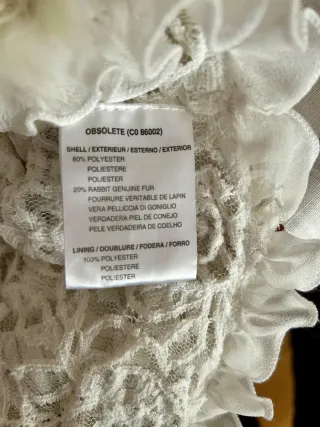 OBSOLETE (C0 86002)
SHELL / EXTERIEUR / ESTERNO / EXTERIOR
80% POLYESTER
POLIESTERE
POLIESTER
20% RABBIT GENUINE FUR
FOURRURE VERITABLE DE LAPIN
VERA PELLICCIA DI GONIGLIO
VERDADERA PIEL DE CONEJO
PELE VERDADEIRA DE COELHO
LINING / DOUBLURE / FODERA / FORRO
100% POLYESTER
POLIESTERE
POLIESTER